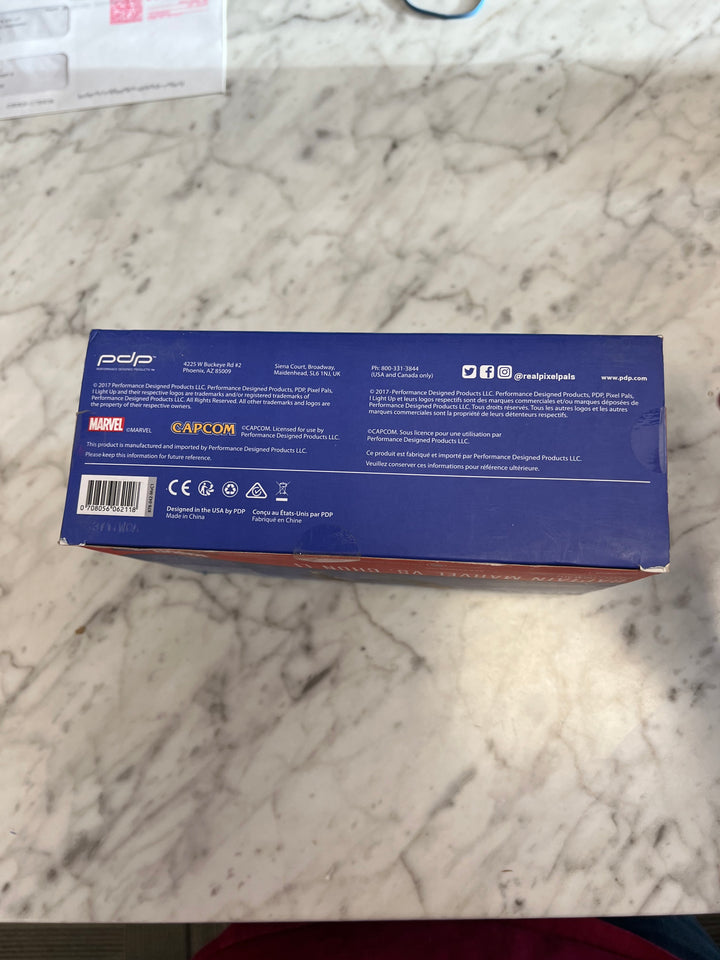 pdp™
PERFORMANCE DESIGNED PRODUCTS™
4225 W Buckeye Rd #2
Phoenix, AZ 85009
Siena Court, Broadway,
Maidenhead, SL6 1NJ, UK
Ph: 800-331-3844
(USA and Canada only)
@realpixelpals
www.pdp.com
© 2017 Performance Designed Products LLC. Performance Designed Products, PDP, Pixel Pals,
I Light Up and their respective logos are trademarks and/or registered trademarks of
Performance Designed Products LLC. All Rights Reserved. All other trademarks and logos are
the property of their respective owners.
© 2017- Performance Designed Products LLC. Performance Designed Products, PDP, Pixel Pals,
I Light Up et leurs logos respectifs sont des marques commerciales et/ou marques déposées de
Performance Designed Products LLC. Tous droits réservés. Tous les autres logos et les autres
marques commerciales sont la propriété de leurs détenteurs respectifs.
MARVEL ©MARVEL
CAPCOM ©CAPCOM. Licensed for use by
Performance Designed Products LLC.
©CAPCOM. Sous licence pour une utilisation par
Performance Designed Products LLC.
This product is manufactured and imported by Performance Designed Products LLC.
Please keep this information for future reference.
Ce produit est fabriqué et importé par Performance Designed Products LLC.
Veuillez conserver ces informations pour référence ultérieure.
0 708056 062118
CE
Designed in the USA by PDP
Made in China
Conçu au États-Unis par PDP
Fabriqué en Chine
MARVEL VS.